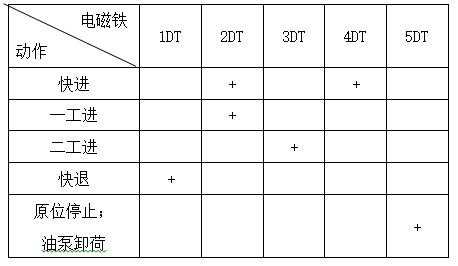 电磁铁
动作
1DT 2DT 3DT 4DT 5DT
快进 + +
一工进 +
二工进 +
快退 +
原位停止；
油泵卸荷 +